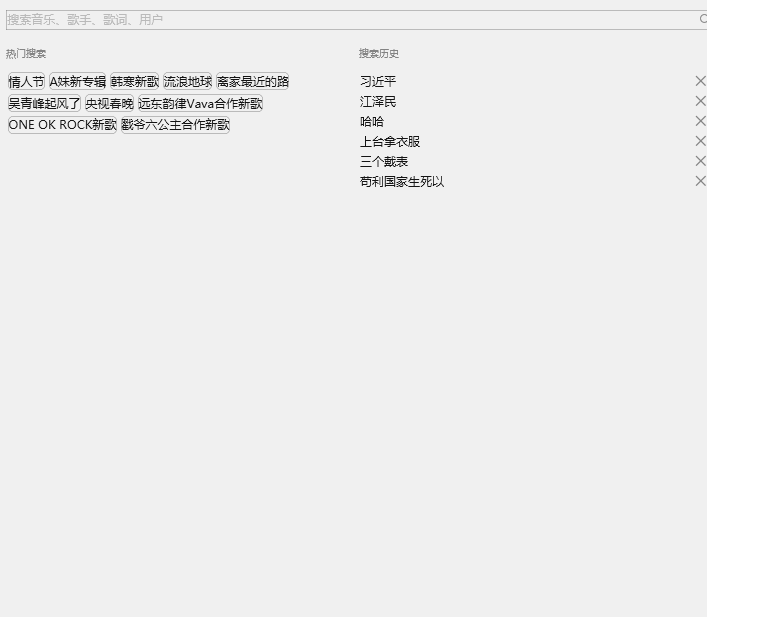 搜索音乐、歌手、歌词、用户
热门搜索
情人节 A妹新专辑 韩寒新歌 流浪地球 离家最近的路
吴青峰起风了 央视春晚 远东韵律Vava合作新歌
ONE OK ROCK新歌 戳爷六公主合作新歌
搜索历史
习近平
江泽民
哈哈
上台拿衣服
三个戴表
苟利国家生死以